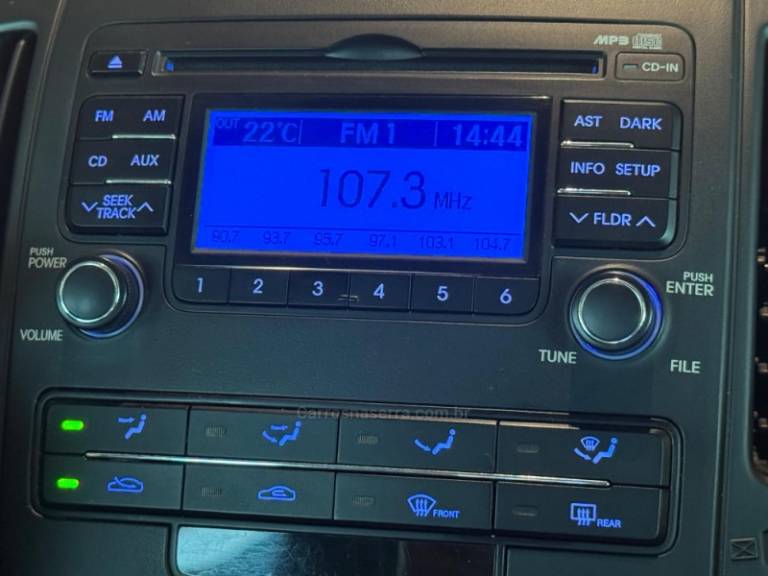 MP3
CD-IN
FM AM
CD AUX
SEEK
TRACK
OUT 22°C FM 1 14:44
107.3 MHz
90.7 93.7 95.7 97.1 103.1 104.7
AST DARK
INFO SETUP
FLDR
1 2 3 4 5 6
PUSH
POWER
VOLUME
PUSH
ENTER
TUNE
FILE
Carrosnaserra.com.br
FRONT
REAR